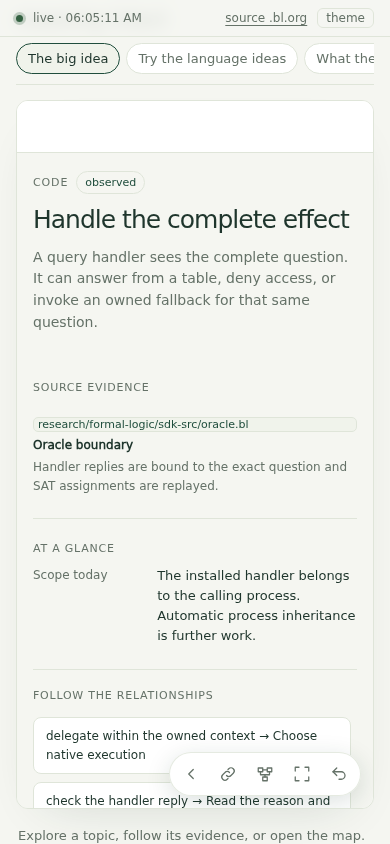 live · 06:05:11 AM
source .bl.org
theme
The big idea
Try the language ideas
What the
CODE
observed
Handle the complete effect
A query handler sees the complete question.
It can answer from a table, deny access, or
invoke an owned fallback for that same
question.
SOURCE EVIDENCE
research/formal-logic/sdk-src/oracle.bl
Oracle boundary
Handler replies are bound to the exact question and
SAT assignments are replayed.
AT A GLANCE
Scope today
The installed handler belongs
to the calling process.
Automatic process inheritance
is further work.
FOLLOW THE RELATIONSHIPS
delegate within the owned context → Choose
native execution
check the handler reply → Read the reason and
Explore a topic, follow its evidence, or open the map.